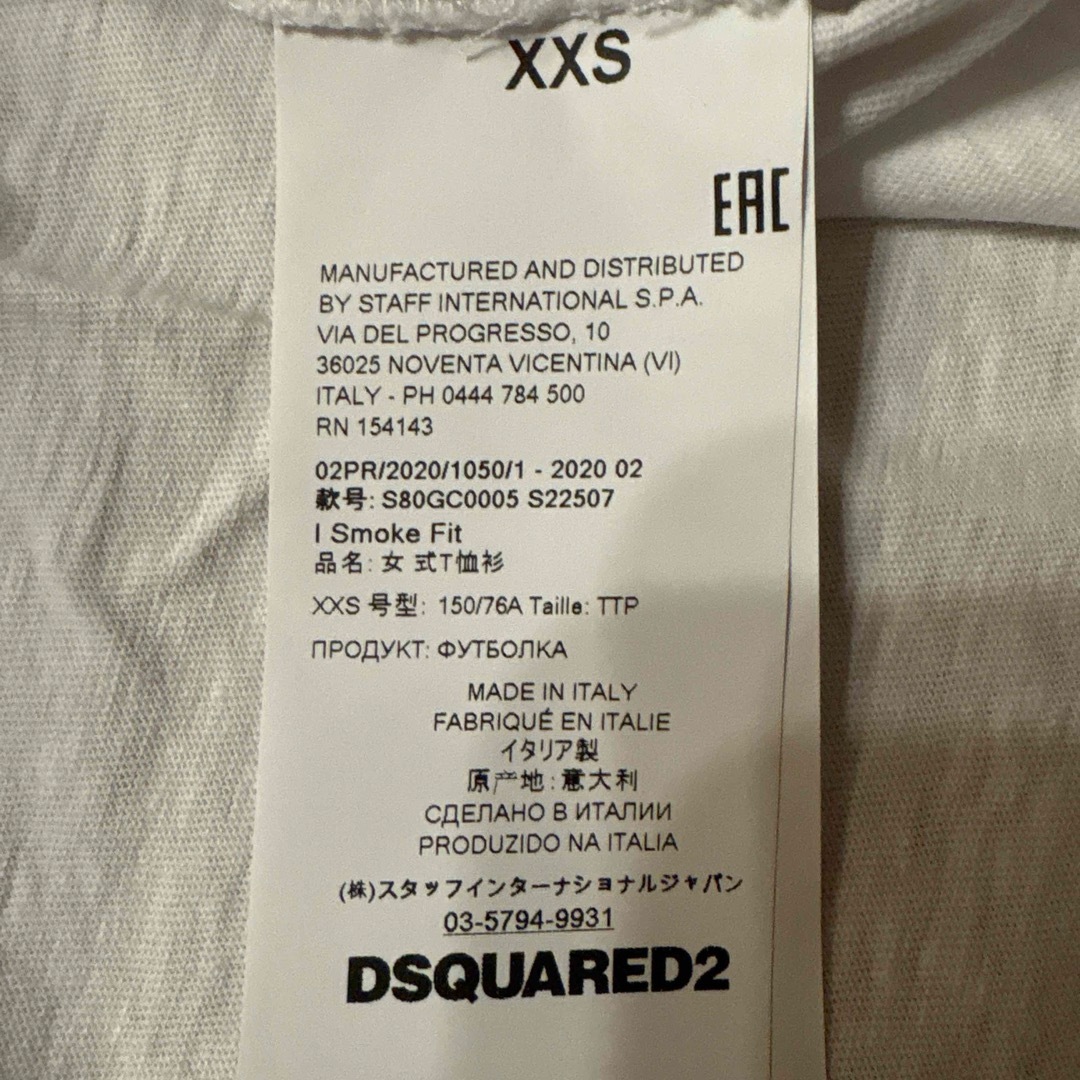 XXS
EAC
MANUFACTURED AND DISTRIBUTED
BY STAFF INTERNATIONAL S.P.A.
VIA DEL PROGRESSO, 10
36025 NOVENTA VICENTINA (VI)
ITALY - PH 0444 784 500
RN 154143
02PR/2020/1050/1 - 2020 02
款号: S80GC0005 S22507
I Smoke Fit
品名: 女 式T恤衫
XXS 号型: 150/76A Taille: TTP
ПРОДУКТ: ФУТБОЛКА
MADE IN ITALY
FABRIQUÉ EN ITALIE
イタリア製
原产地: 意大利
СДЕЛАНО В ИТАЛИИ
PRODUZIDO NA ITALIA
(株)スタッフインターナショナルジャパン
03-5794-9931
DSQUARED2